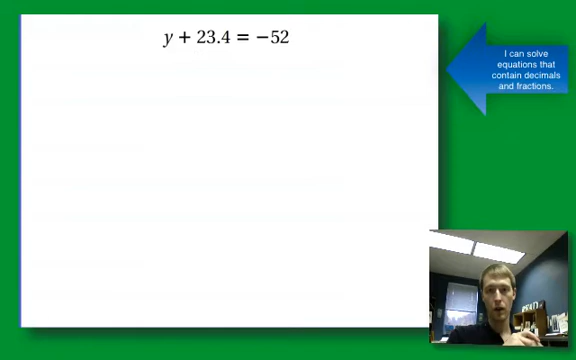 y + 23.4 = −52
I can solve
equations that
contain decimals
and fractions.